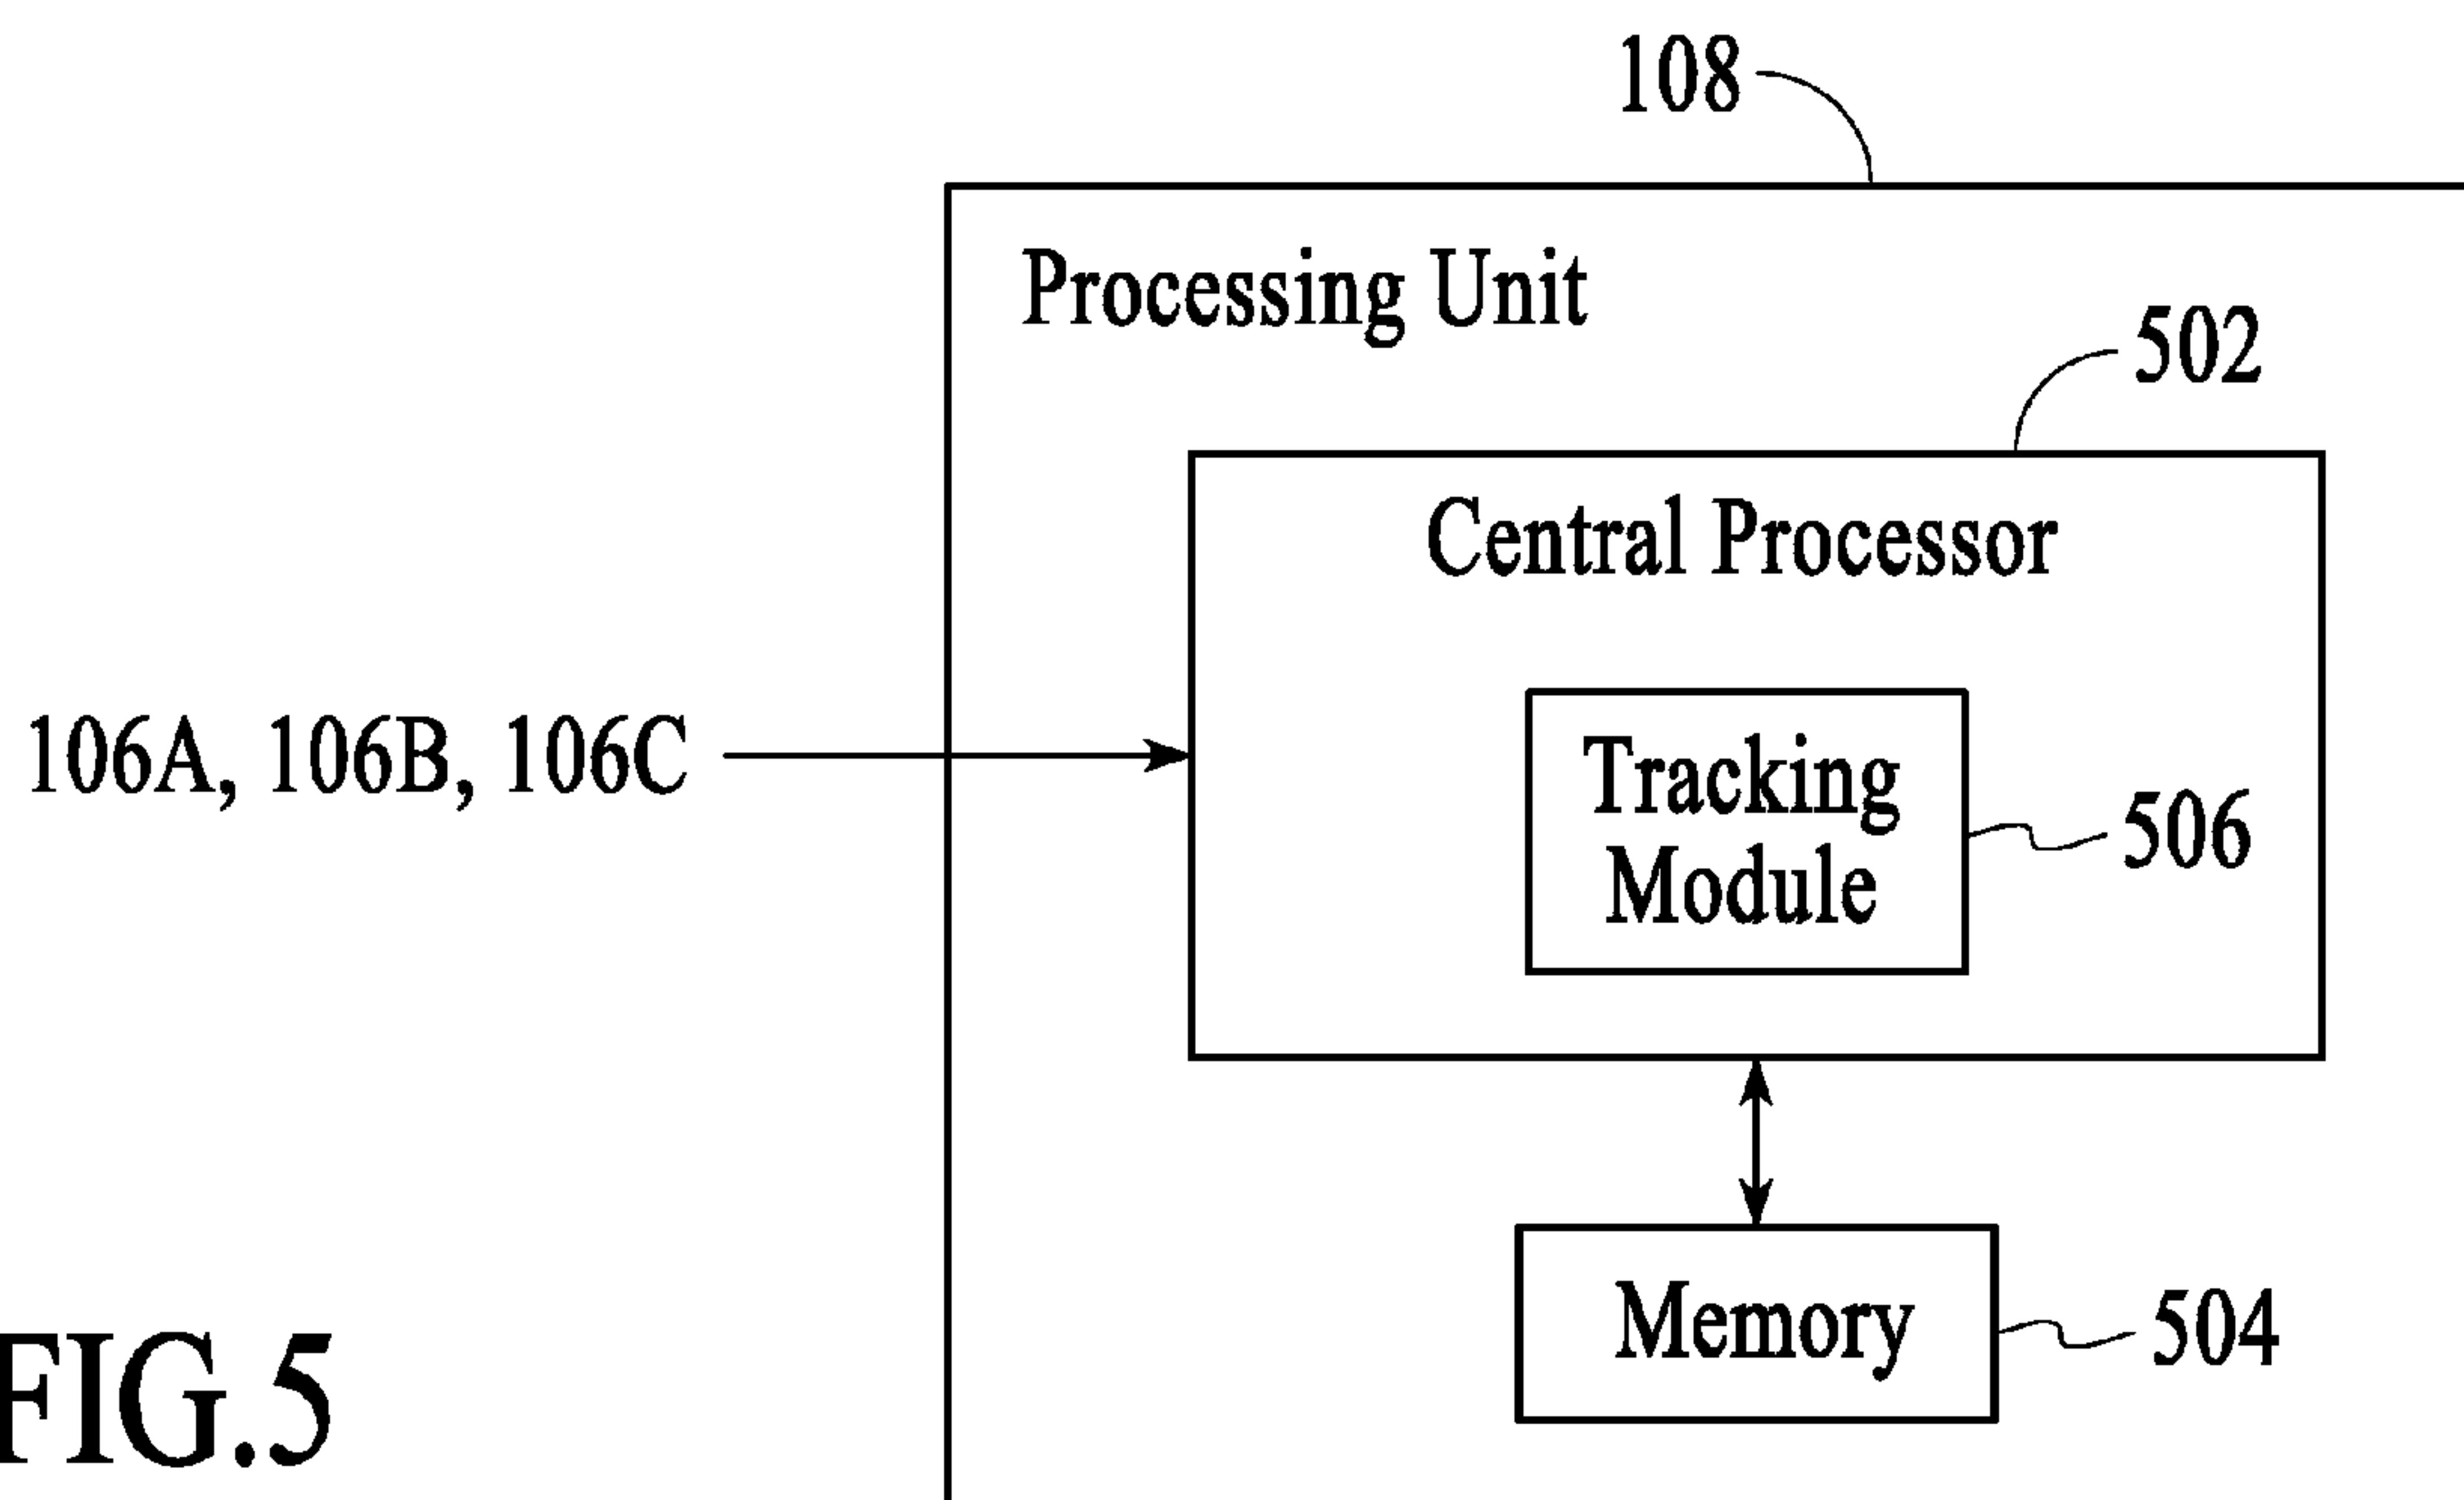 108
Processing Unit
502
Central Processor
106A, 106B, 106C
Tracking
Module
506
Memory
504
FIG.5